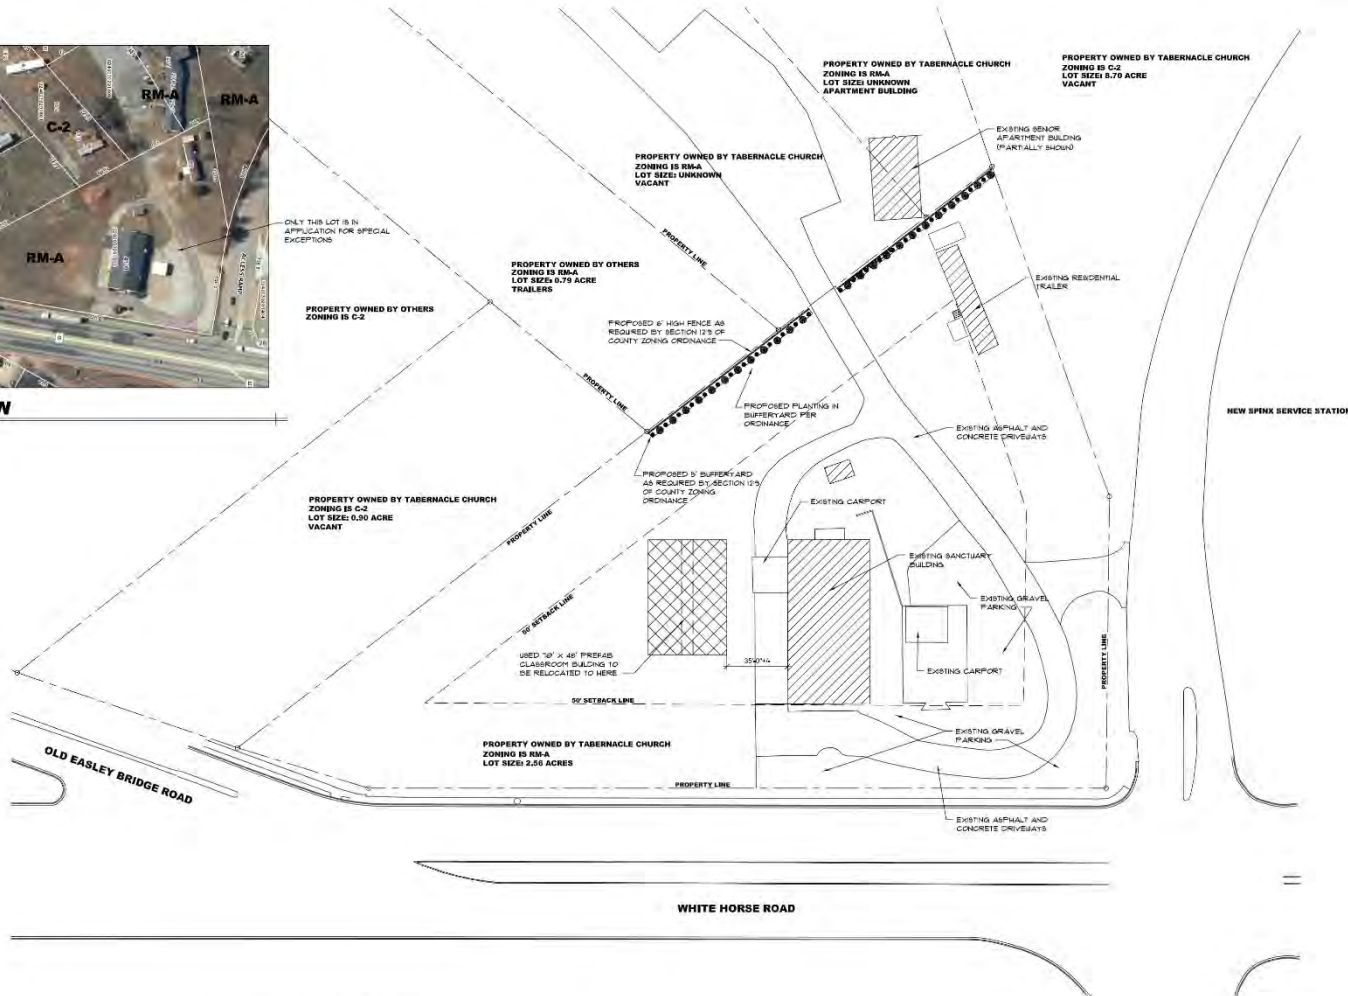 PROPERTY OWNED BY TABERNACLE CHURCH
ZONING IS RM-A
LOT SIZE: UNKNOWN
APARTMENT BUILDING
PROPERTY OWNED BY TABERNACLE CHURCH
ZONING IS C-2
LOT SIZE: 8.70 ACRE
VACANT
RM-A
RM-A
C-2
RM-A
ACCESS RAMP
EXISTING SENIOR
APARTMENT BUILDING
(PARTIALLY SHOWN)
PROPERTY OWNED BY TABERNACLE CHURCH
ZONING IS RM-A
LOT SIZE: UNKNOWN
VACANT
ONLY THIS LOT IS IN
APPLICATION FOR SPECIAL
EXCEPTIONS
PROPERTY LINE
PROPERTY OWNED BY OTHERS
ZONING IS RM-A
LOT SIZE: 0.79 ACRE
TRAILERS
EXISTING RESIDENTIAL
TRAILER
PROPERTY OWNED BY OTHERS
ZONING IS C-2
PROPOSED 6' HIGH FENCE AS
REQUIRED BY SECTION 12:9 OF
COUNTY ZONING ORDINANCE
PROPERTY LINE
W
PROPOSED PLANTING IN
BUFFERYARD PER
ORDINANCE
NEW SPINX SERVICE STATION
EXISTING ASPHALT AND
CONCRETE DRIVEWAYS
PROPOSED 5' BUFFERYARD
AS REQUIRED BY SECTION 12:9
OF COUNTY ZONING
ORDINANCE
PROPERTY OWNED BY TABERNACLE CHURCH
ZONING IS C-2
LOT SIZE: 0.90 ACRE
VACANT
EXISTING CARPORT
PROPERTY LINE
EXISTING SANCTUARY
BUILDING
EXISTING GRAVEL
PARKING
50' SETBACK LINE
USED 70' X 48' PREFAB
CLASSROOM BUILDING TO
BE RELOCATED TO HERE
35'-0"+/-
EXISTING CARPORT
PROPERTY LINE
50' SETBACK LINE
EXISTING GRAVEL
PARKING
PROPERTY OWNED BY TABERNACLE CHURCH
ZONING IS RM-A
LOT SIZE: 2.56 ACRES
OLD EASLEY BRIDGE ROAD
PROPERTY LINE
EXISTING ASPHALT AND
CONCRETE DRIVEWAYS
WHITE HORSE ROAD